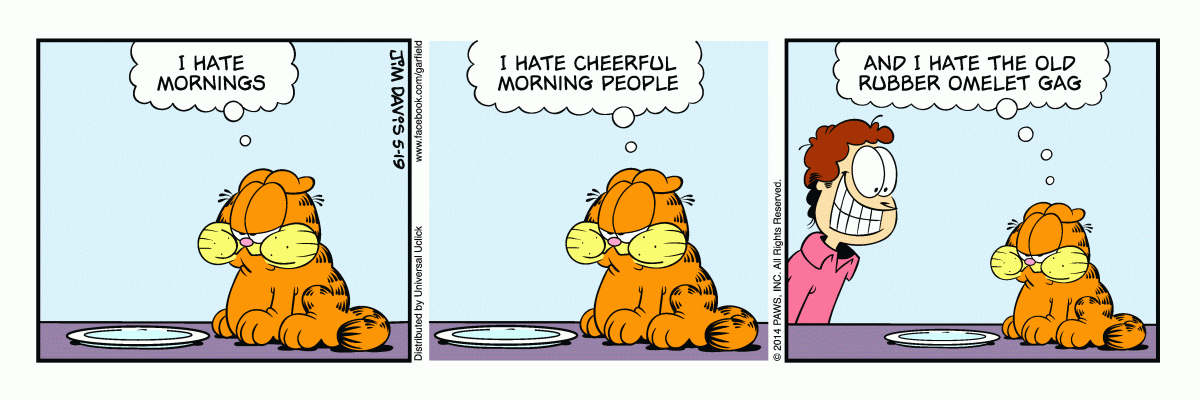 I HATE
MORNINGS
JIM DAVIS 5-19
Distributed by Universal Uclick
www.facebook.com/garfield
I HATE CHEERFUL
MORNING PEOPLE
© 2014 PAWS, INC. All Rights Reserved.
AND I HATE THE OLD
RUBBER OMELET GAG